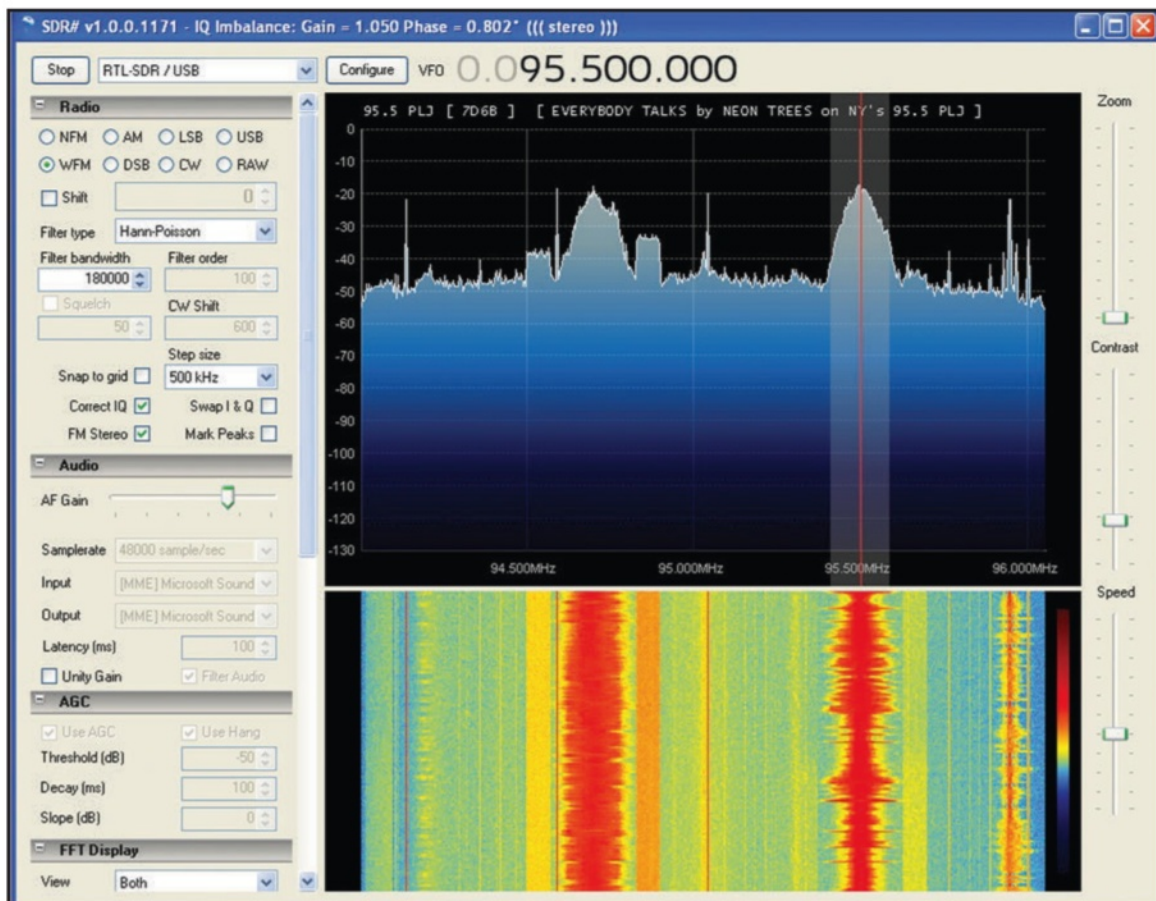 SDR# v1.0.0.1171 - IQ Imbalance: Gain = 1.050 Phase = 0.802° ((( stereo )))
Stop RTL-SDR / USB Configure VFO 0.095.500.000
Radio
NFM AM LSB USB
WFM DSB CW RAW
Shift 0
Filter type Hann-Poisson
Filter bandwidth Filter order
180000 100
Squelch CW Shift
50 600
Step size
Snap to grid 500 kHz
Correct IQ Swap I & Q
FM Stereo Mark Peaks
Audio
AF Gain
Samplerate 48000 sample/sec
Input [MME] Microsoft Sound
Output [MME] Microsoft Sound
Latency (ms) 100
Unity Gain Filter Audio
AGC
Use AGC Use Hang
Threshold (dB) -50
Decay (ms) 100
Slope (dB) 0
FFT Display
View Both
95.5 PLJ [ 7D6B ] [ EVERYBODY TALKS by NEON TREES on NY's 95.5 PLJ ]
0
-10
-20
-30
-40
-50
-60
-70
-80
-90
-100
-110
-120
-130
94.500MHz 95.000MHz 95.500MHz 96.000MHz
Zoom
Contrast
Speed